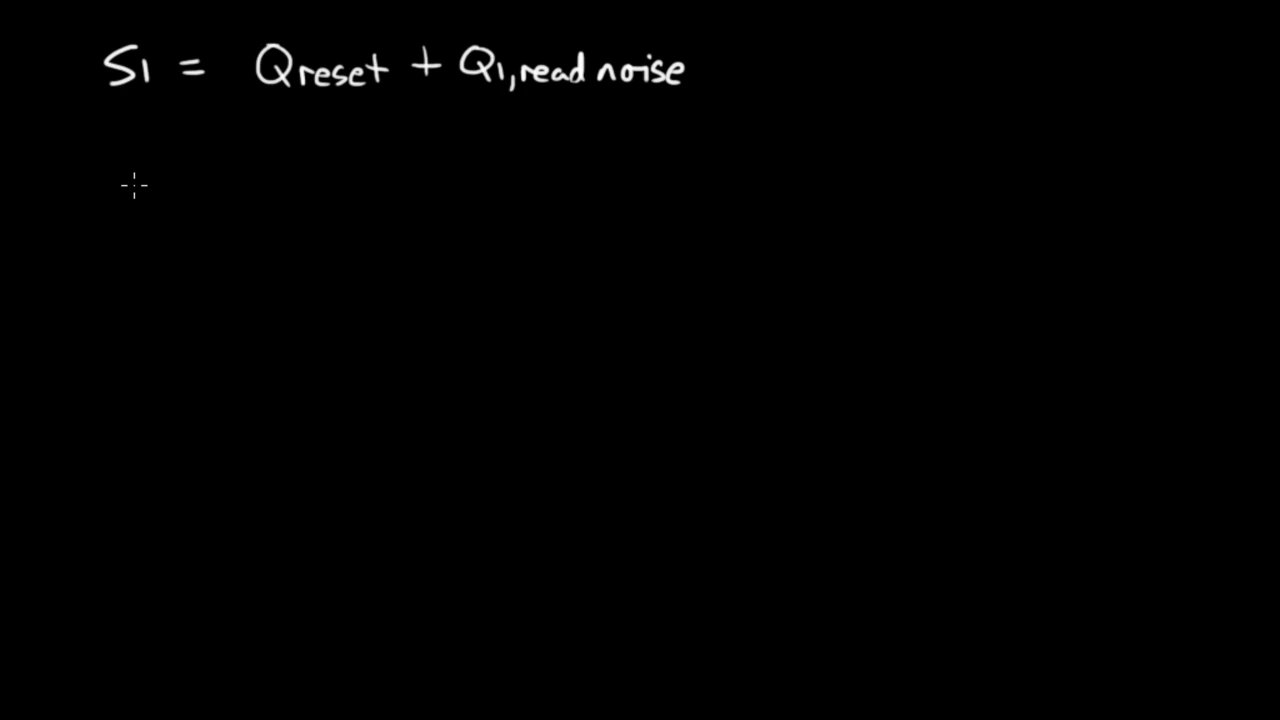 S1 = Qreset + Q1,read noise